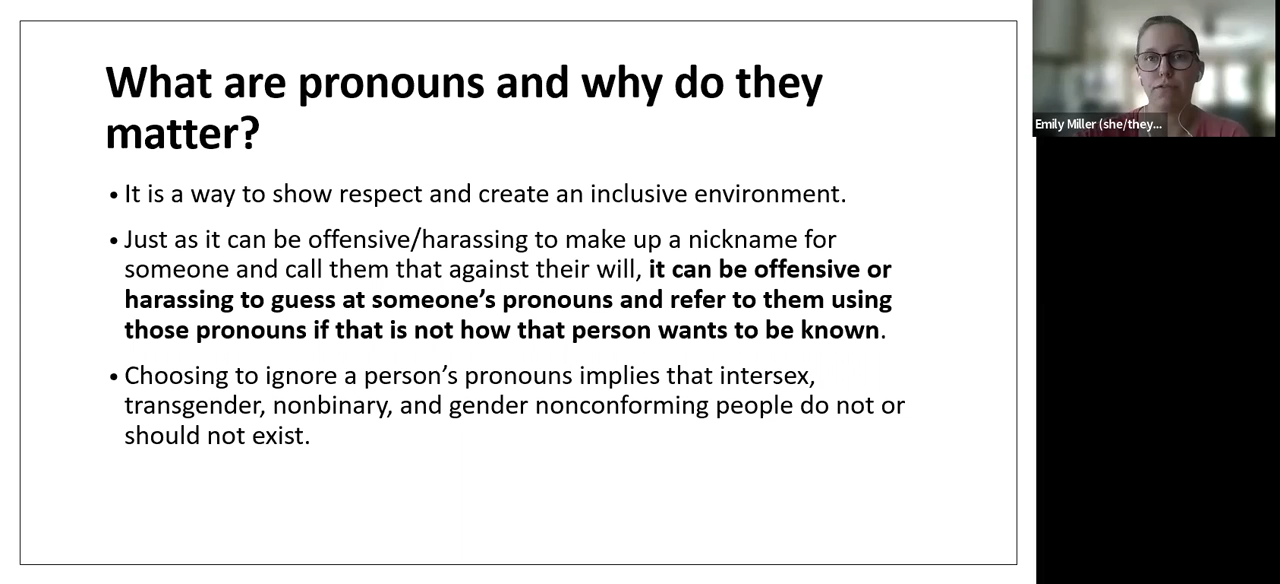 What are pronouns and why do they
matter?
• It is a way to show respect and create an inclusive environment.
• Just as it can be offensive/harassing to make up a nickname for
someone and call them that against their will, it can be offensive or
harassing to guess at someone's pronouns and refer to them using
those pronouns if that is not how that person wants to be known.
• Choosing to ignore a person's pronouns implies that intersex,
transgender, nonbinary, and gender nonconforming people do not or
should not exist.
Emily Miller (she/they...